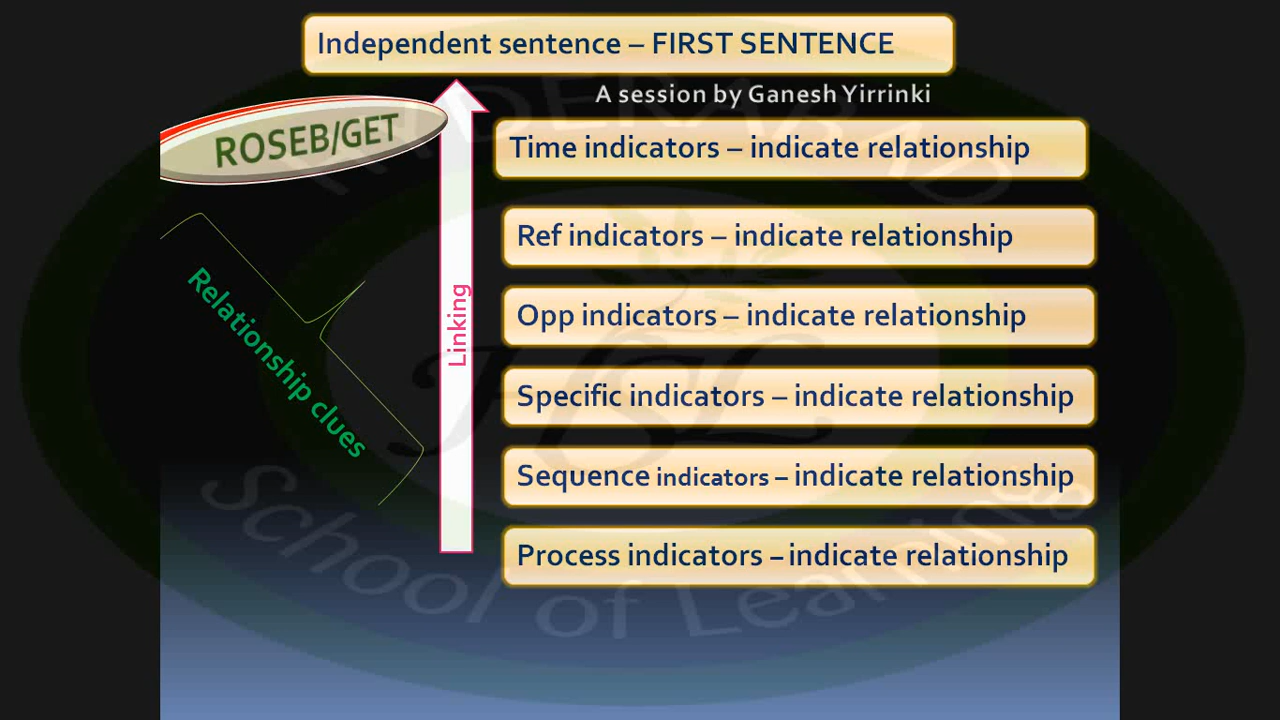 Independent sentence – FIRST SENTENCE
A session by Ganesh Yirrinki
ROSEB/GET
Time indicators – indicate relationship
Ref indicators – indicate relationship
Opp indicators – indicate relationship
Relationship clues
Linking
Specific indicators – indicate relationship
Sequence indicators – indicate relationship
Process indicators – indicate relationship
HSL
School of Learning